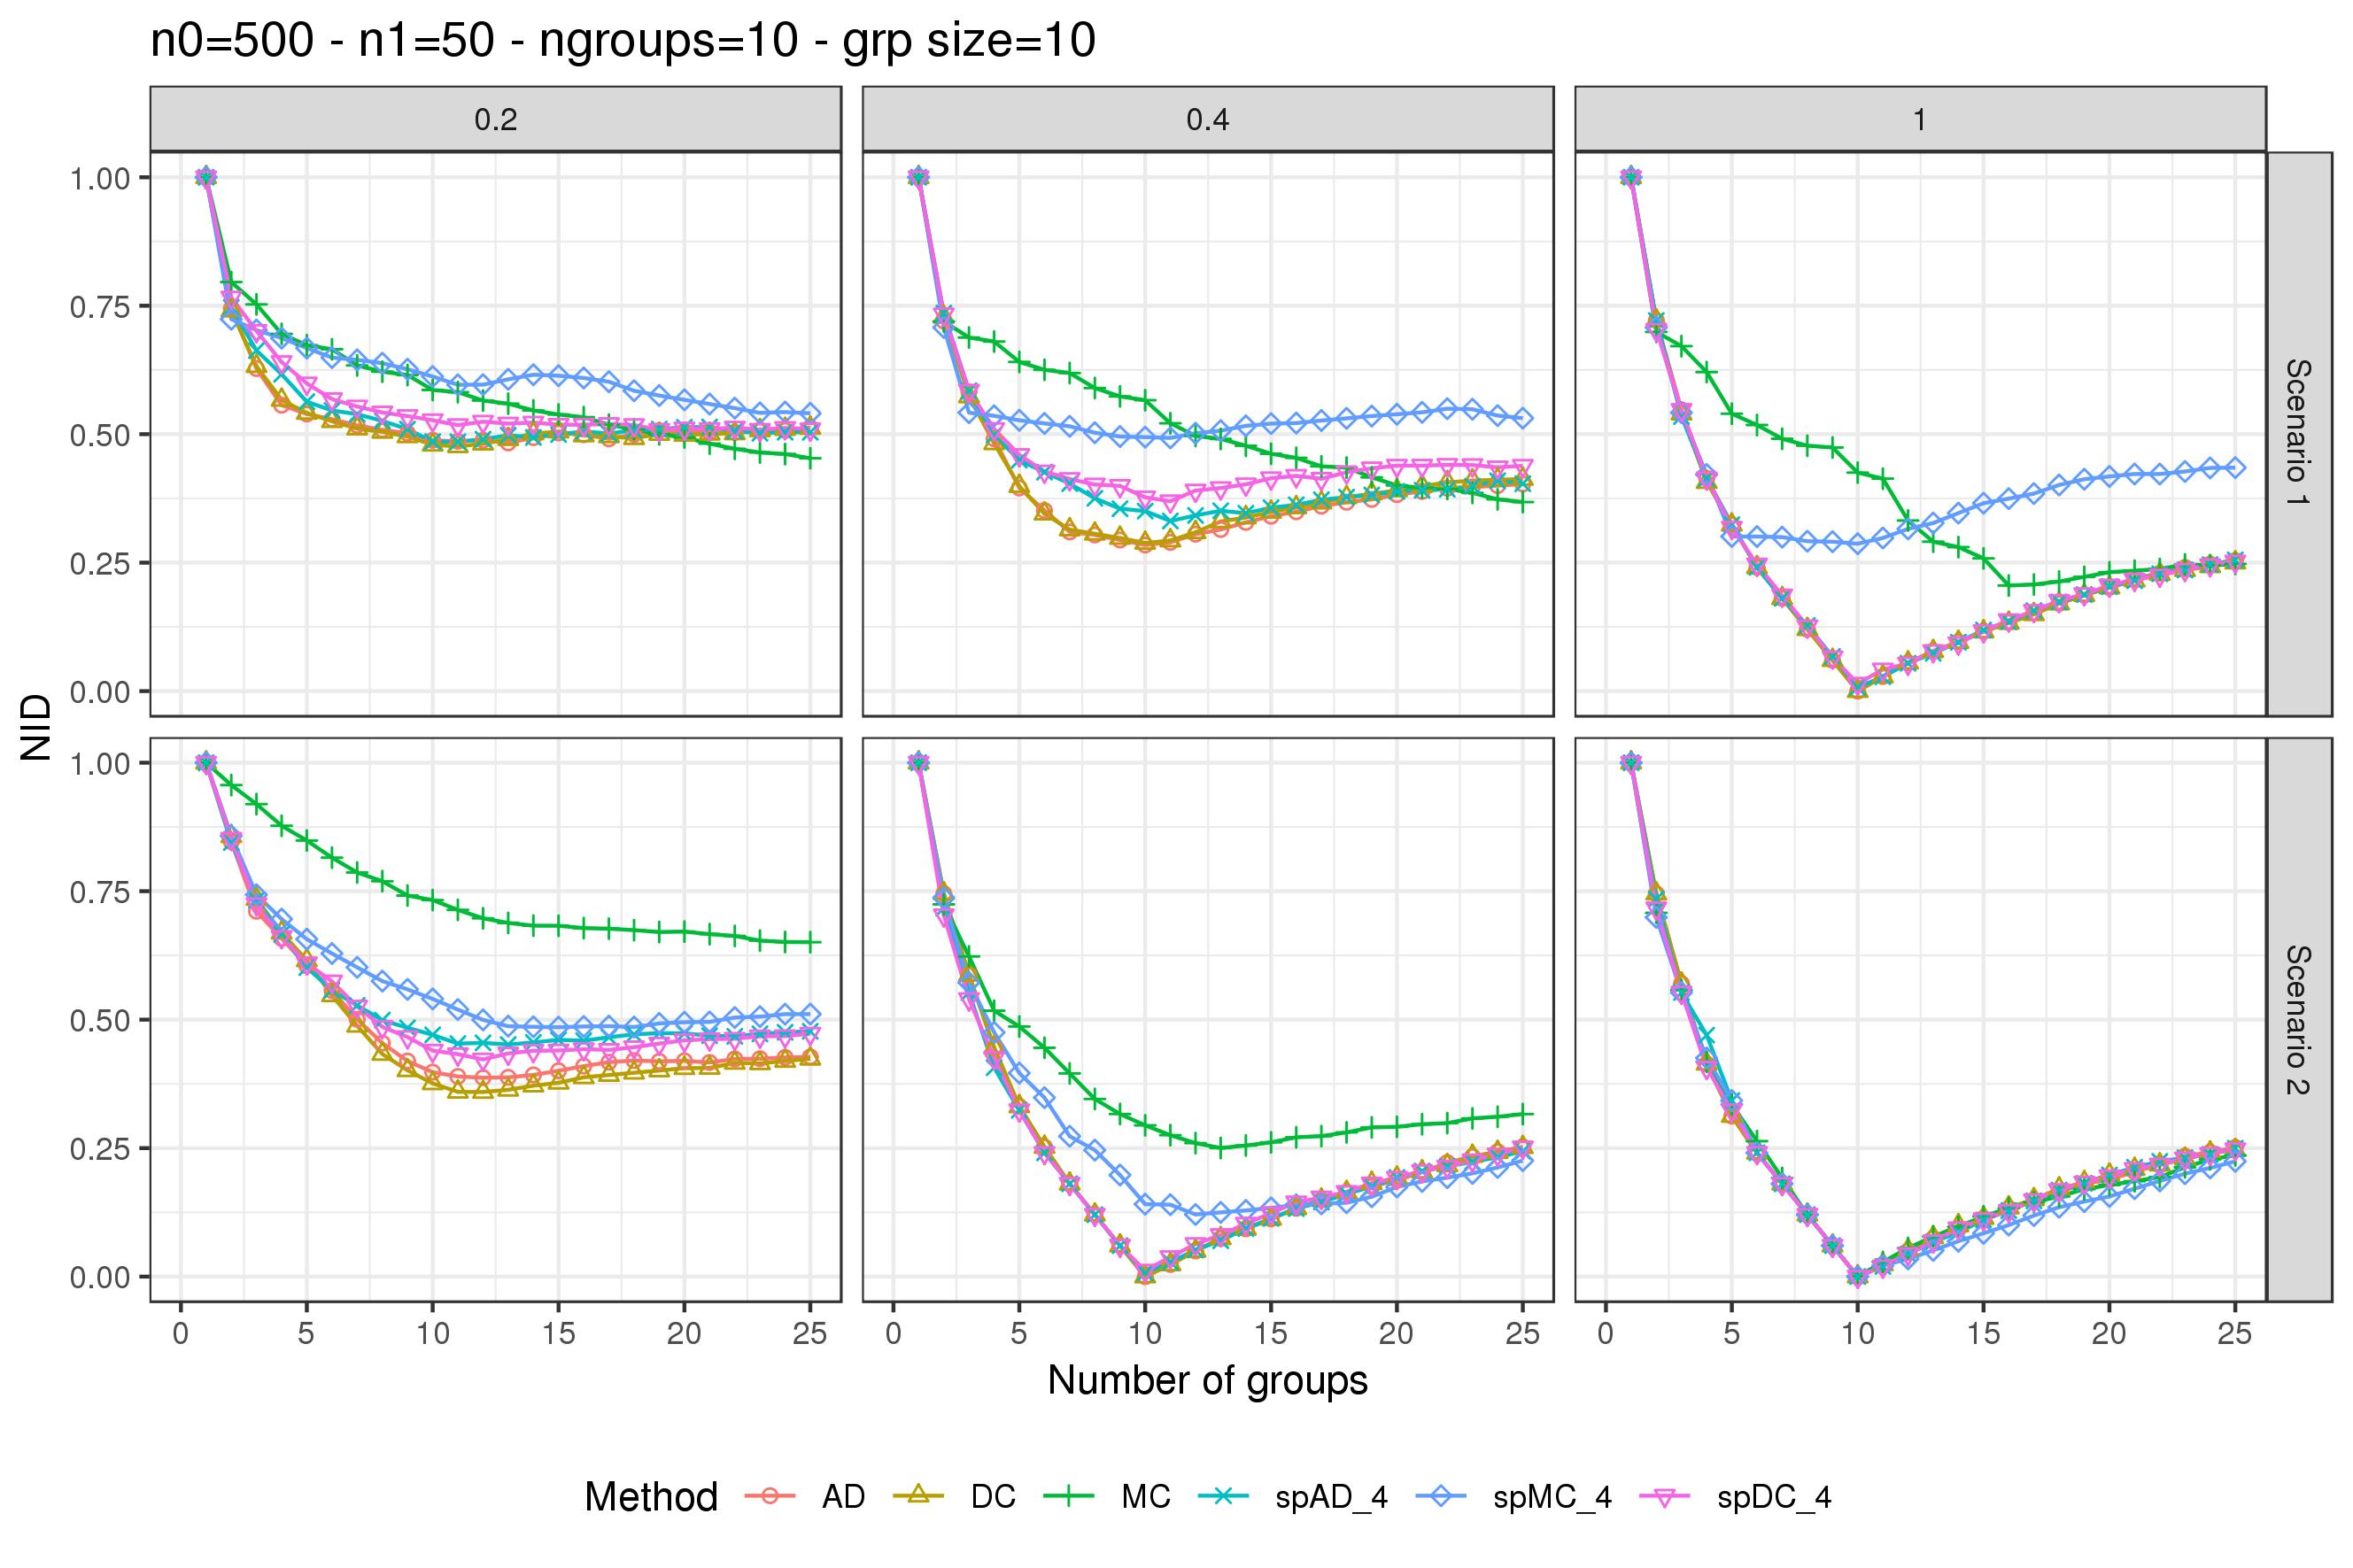 n0=500 - n1=50 - ngroups=10 - grp size=10
0.2
0.4
1
1.00
0.75
0.50
0.25
0.00
Scenario 1
NID
1.00
0.75
0.50
0.25
0.00
Scenario 2
0 5 10 15 20 25
0 5 10 15 20 25
0 5 10 15 20 25
Number of groups
Method AD DC MC spAD_4 spMC_4 spDC_4